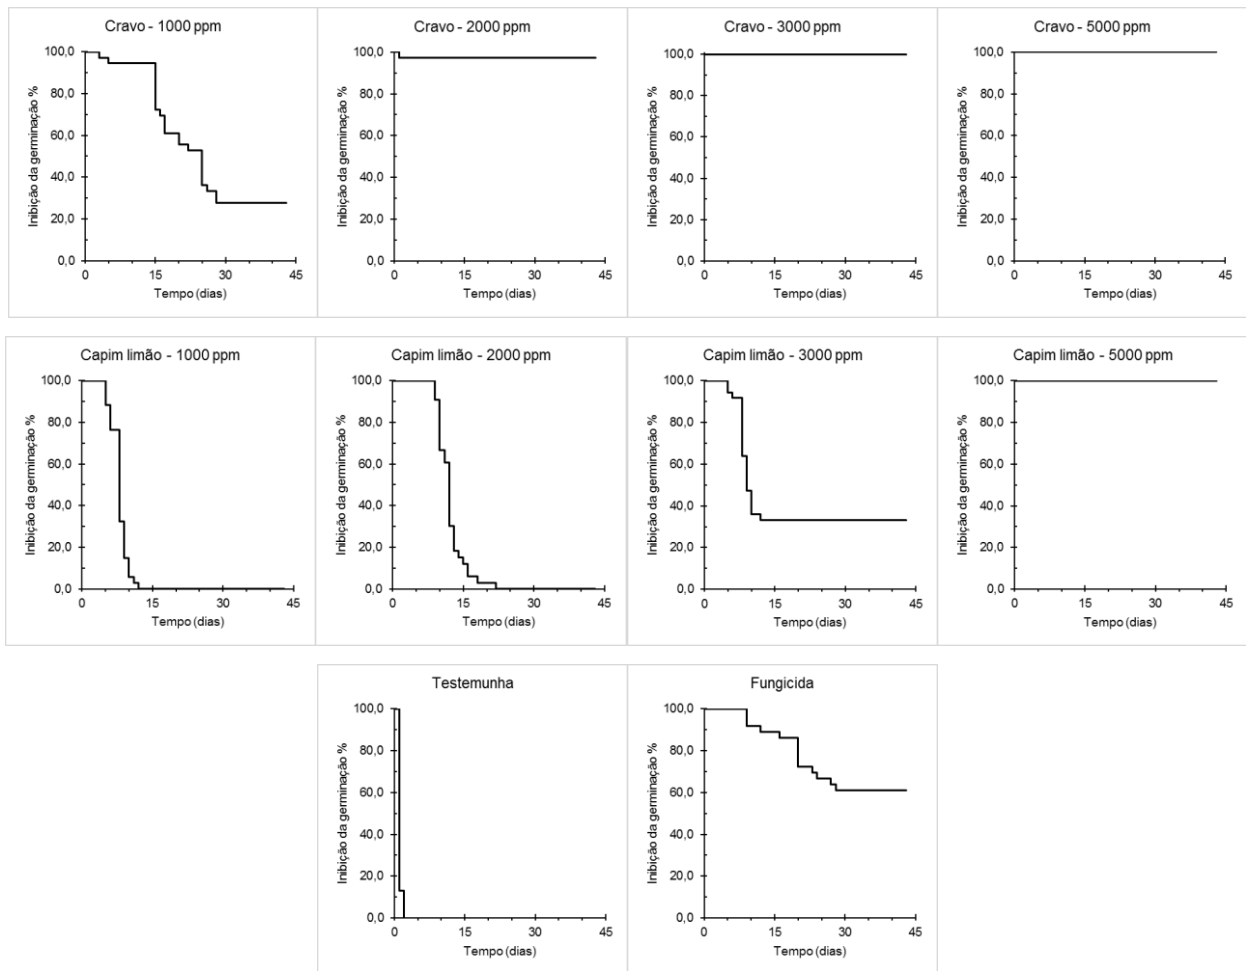 Cravo - 1000 ppm
Inibição da germinação %
100,0
80,0
60,0
40,0
20,0
0,0
0 15 30 45
Tempo (dias)
Cravo - 2000 ppm
Inibição da germinação %
100,0
80,0
60,0
40,0
20,0
0,0
0 15 30 45
Tempo (dias)
Cravo - 3000 ppm
Inibição da germinação %
100,0
80,0
60,0
40,0
20,0
0,0
0 15 30 45
Tempo (dias)
Cravo - 5000 ppm
Inibição da germinação %
100,0
80,0
60,0
40,0
20,0
0,0
0 15 30 45
Tempo (dias)
Capim limão - 1000 ppm
Inibição da germinação %
100,0
80,0
60,0
40,0
20,0
0,0
0 15 30 45
Tempo (dias)
Capim limão - 2000 ppm
Inibição da germinação %
100,0
80,0
60,0
40,0
20,0
0,0
0 15 30 45
Tempo (dias)
Capim limão - 3000 ppm
Inibição da germinação %
100,0
80,0
60,0
40,0
20,0
0,0
0 15 30 45
Tempo (dias)
Capim limão - 5000 ppm
Inibição da germinação %
100,0
80,0
60,0
40,0
20,0
0,0
0 15 30 45
Tempo (dias)
Testemunha
Inibição da germinação %
100,0
80,0
60,0
40,0
20,0
0,0
0 15 30 45
Tempo (dias)
Fungicida
Inibição da germinação %
100,0
80,0
60,0
40,0
20,0
0,0
0 15 30 45
Tempo (dias)